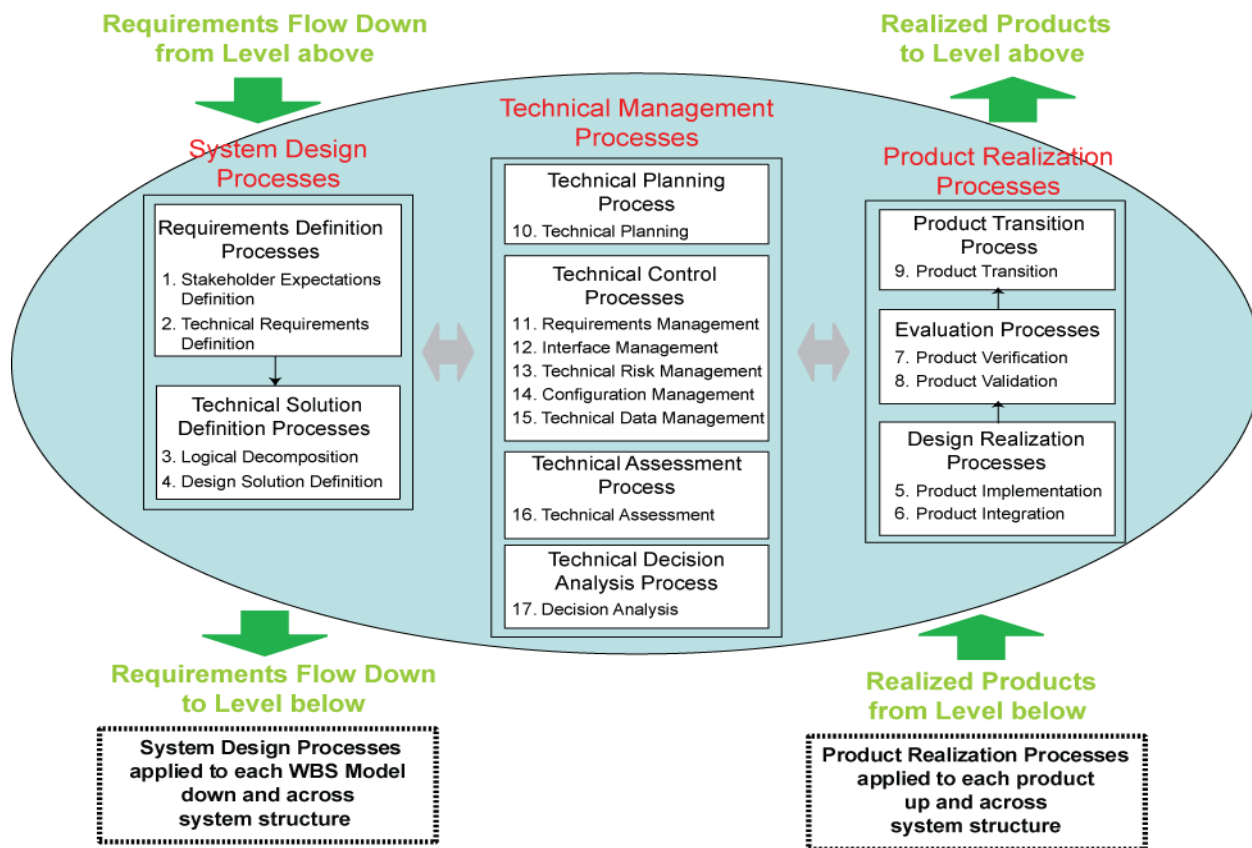 Requirements Flow Down
from Level above
Realized Products
to Level above
System Design
Processes
Requirements Definition
Processes
1. Stakeholder Expectations
Definition
2. Technical Requirements
Definition
Technical Solution
Definition Processes
3. Logical Decomposition
4. Design Solution Definition
Technical Management
Processes
Technical Planning
Process
10. Technical Planning
Technical Control
Processes
11. Requirements Management
12. Interface Management
13. Technical Risk Management
14. Configuration Management
15. Technical Data Management
Technical Assessment
Process
16. Technical Assessment
Technical Decision
Analysis Process
17. Decision Analysis
Product Realization
Processes
Product Transition
Process
9. Product Transition
Evaluation Processes
7. Product Verification
8. Product Validation
Design Realization
Processes
5. Product Implementation
6. Product Integration
Requirements Flow Down
to Level below
System Design Processes
applied to each WBS Model
down and across
system structure
Realized Products
from Level below
Product Realization Processes
applied to each product
up and across
system structure